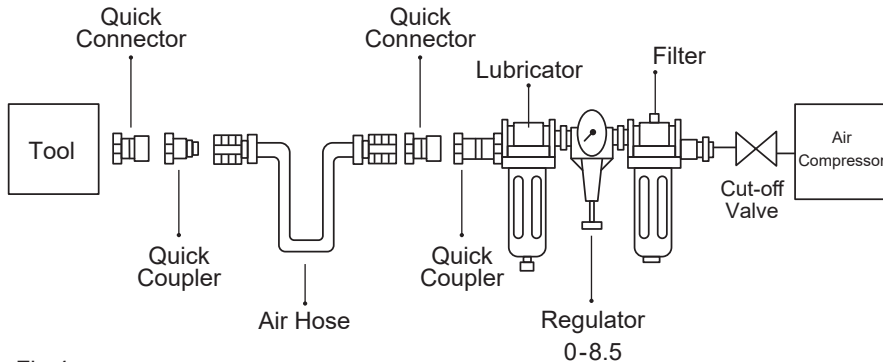 Quick
Connector
Quick
Connector
Lubricator
Filter
Tool
Air
Compressor
Cut-off
Valve
Quick
Coupler
Quick
Coupler
Air Hose
Regulator
0-8.5